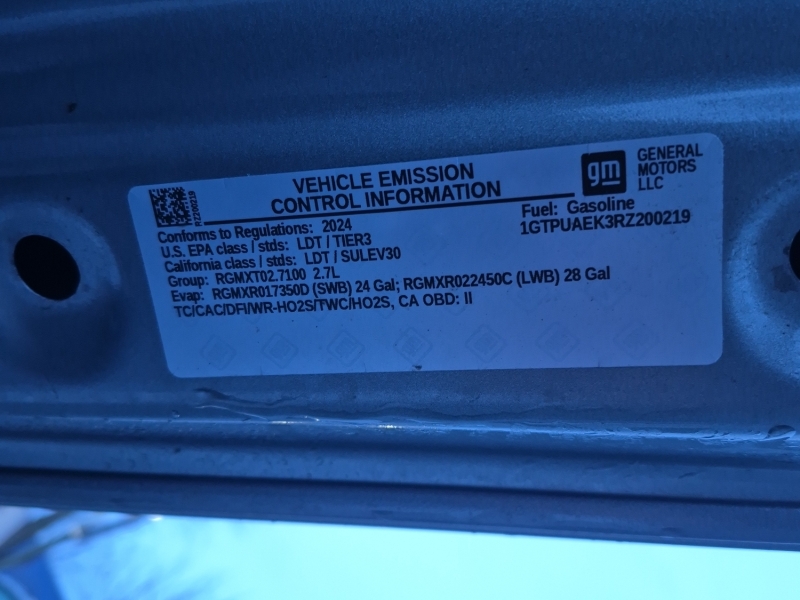 VEHICLE EMISSION
CONTROL INFORMATION
gm
GENERAL
MOTORS
LLC
RZ200219
Conforms to Regulations: 2024
Fuel: Gasoline
U.S. EPA class / stds: LDT / TIER3
1GTPUAEK3RZ200219
California class / stds: LDT / SULEV30
Group: RGMXT02.7100 2.7L
Evap: RGMXR017350D (SWB) 24 Gal; RGMXR022450C (LWB) 28 Gal
TC/CAC/DFI/WR-HO2S/TWC/HO2S, CA OBD: II